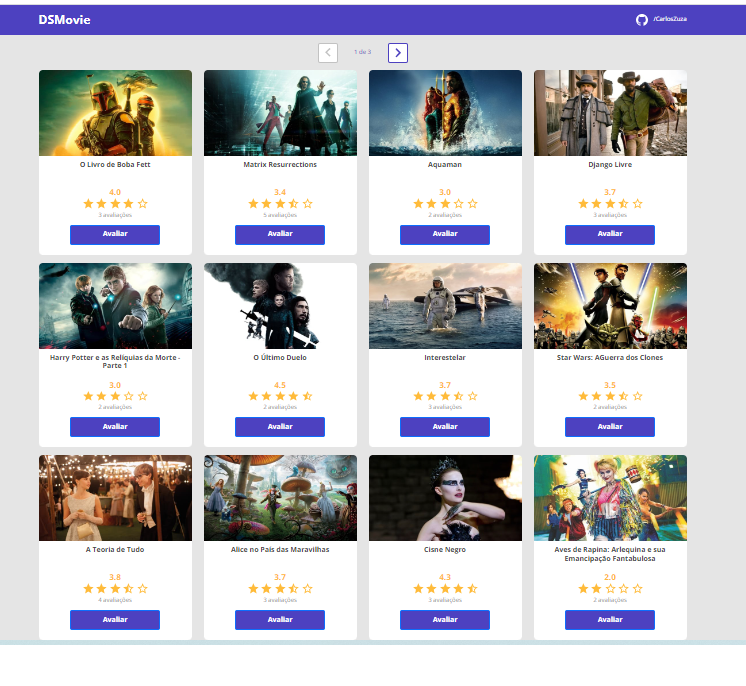 DSMovie
/CarlosZuza
1 de 3
O Livro de Boba Fett
Matrix Resurrections
Aquaman
Django Livre
4.0
3.4
3.0
3.7
3 avaliações
5 avaliações
2 avaliações
3 avaliações
Avaliar
Avaliar
Avaliar
Avaliar
Harry Potter e as Relíquias da Morte -
Parte 1
O Último Duelo
Interestelar
Star Wars: AGuerra dos Clones
3.0
4.5
3.7
3.5
2 avaliações
2 avaliações
3 avaliações
2 avaliações
Avaliar
Avaliar
Avaliar
Avaliar
A Teoria de Tudo
Alice no País das Maravilhas
Cisne Negro
Aves de Rapina: Arlequina e sua
Emancipação Fantabulosa
3.8
3.7
4.3
2.0
4 avaliações
3 avaliações
3 avaliações
2 avaliações
Avaliar
Avaliar
Avaliar
Avaliar